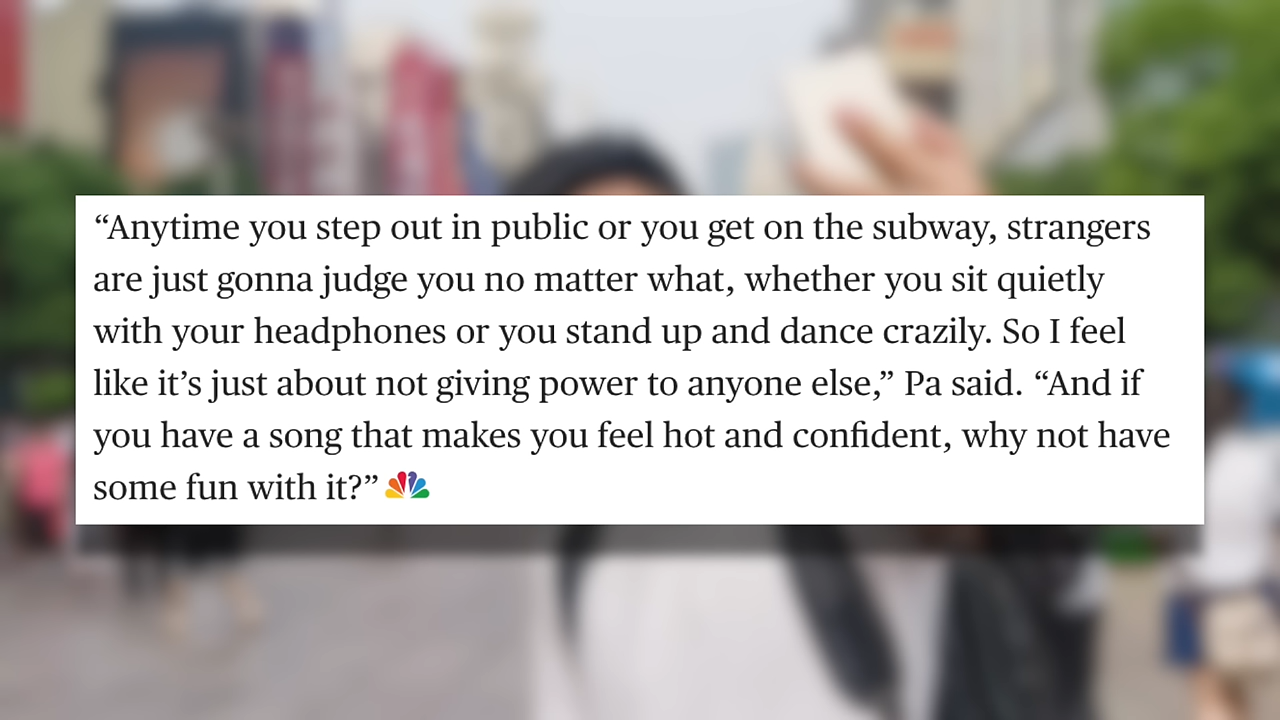 “Anytime you step out in public or you get on the subway, strangers
are just gonna judge you no matter what, whether you sit quietly
with your headphones or you stand up and dance crazily. So I feel
like it’s just about not giving power to anyone else,” Pa said. “And if
you have a song that makes you feel hot and confident, why not have
some fun with it?”